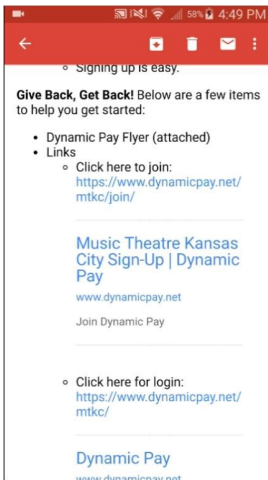 58% 4:49 PM
Signing up is easy.
Give Back, Get Back! Below are a few items
to help you get started:
• Dynamic Pay Flyer (attached)
• Links
○ Click here to join:
https://www.dynamicpay.net/
mtkc/join/
Music Theatre Kansas
City Sign-Up | Dynamic
Pay
www.dynamicpay.net
Join Dynamic Pay
○ Click here for login:
https://www.dynamicpay.net/
mtkc/
Dynamic Pay
www.dynamicpay.net